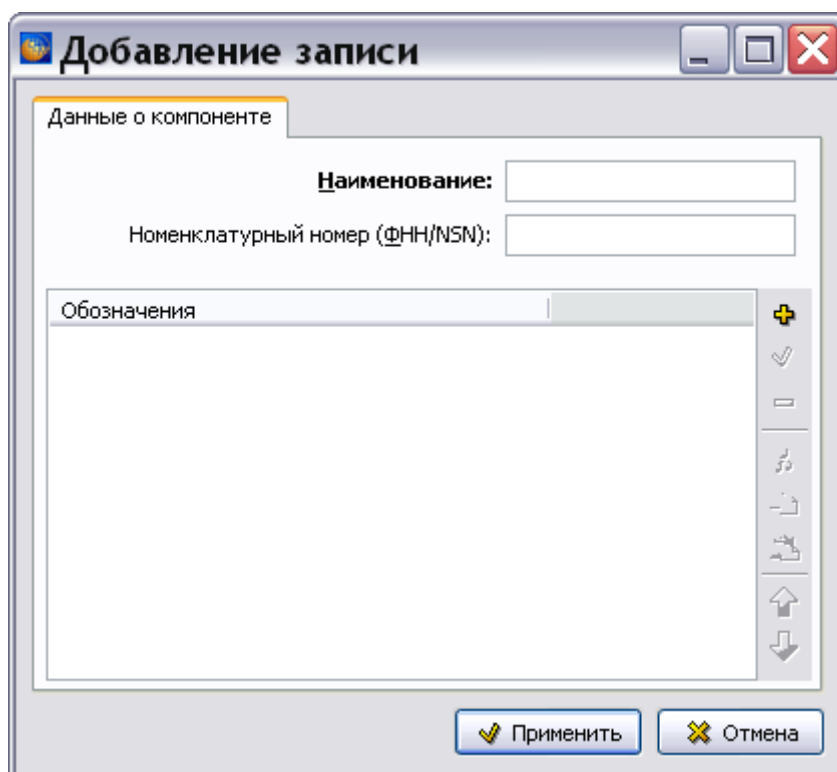 Добавление записи
Данные о компоненте
Наименование:
Номенклатурный номер (ФНН/NSN):
Обозначения
Применить
Отмена